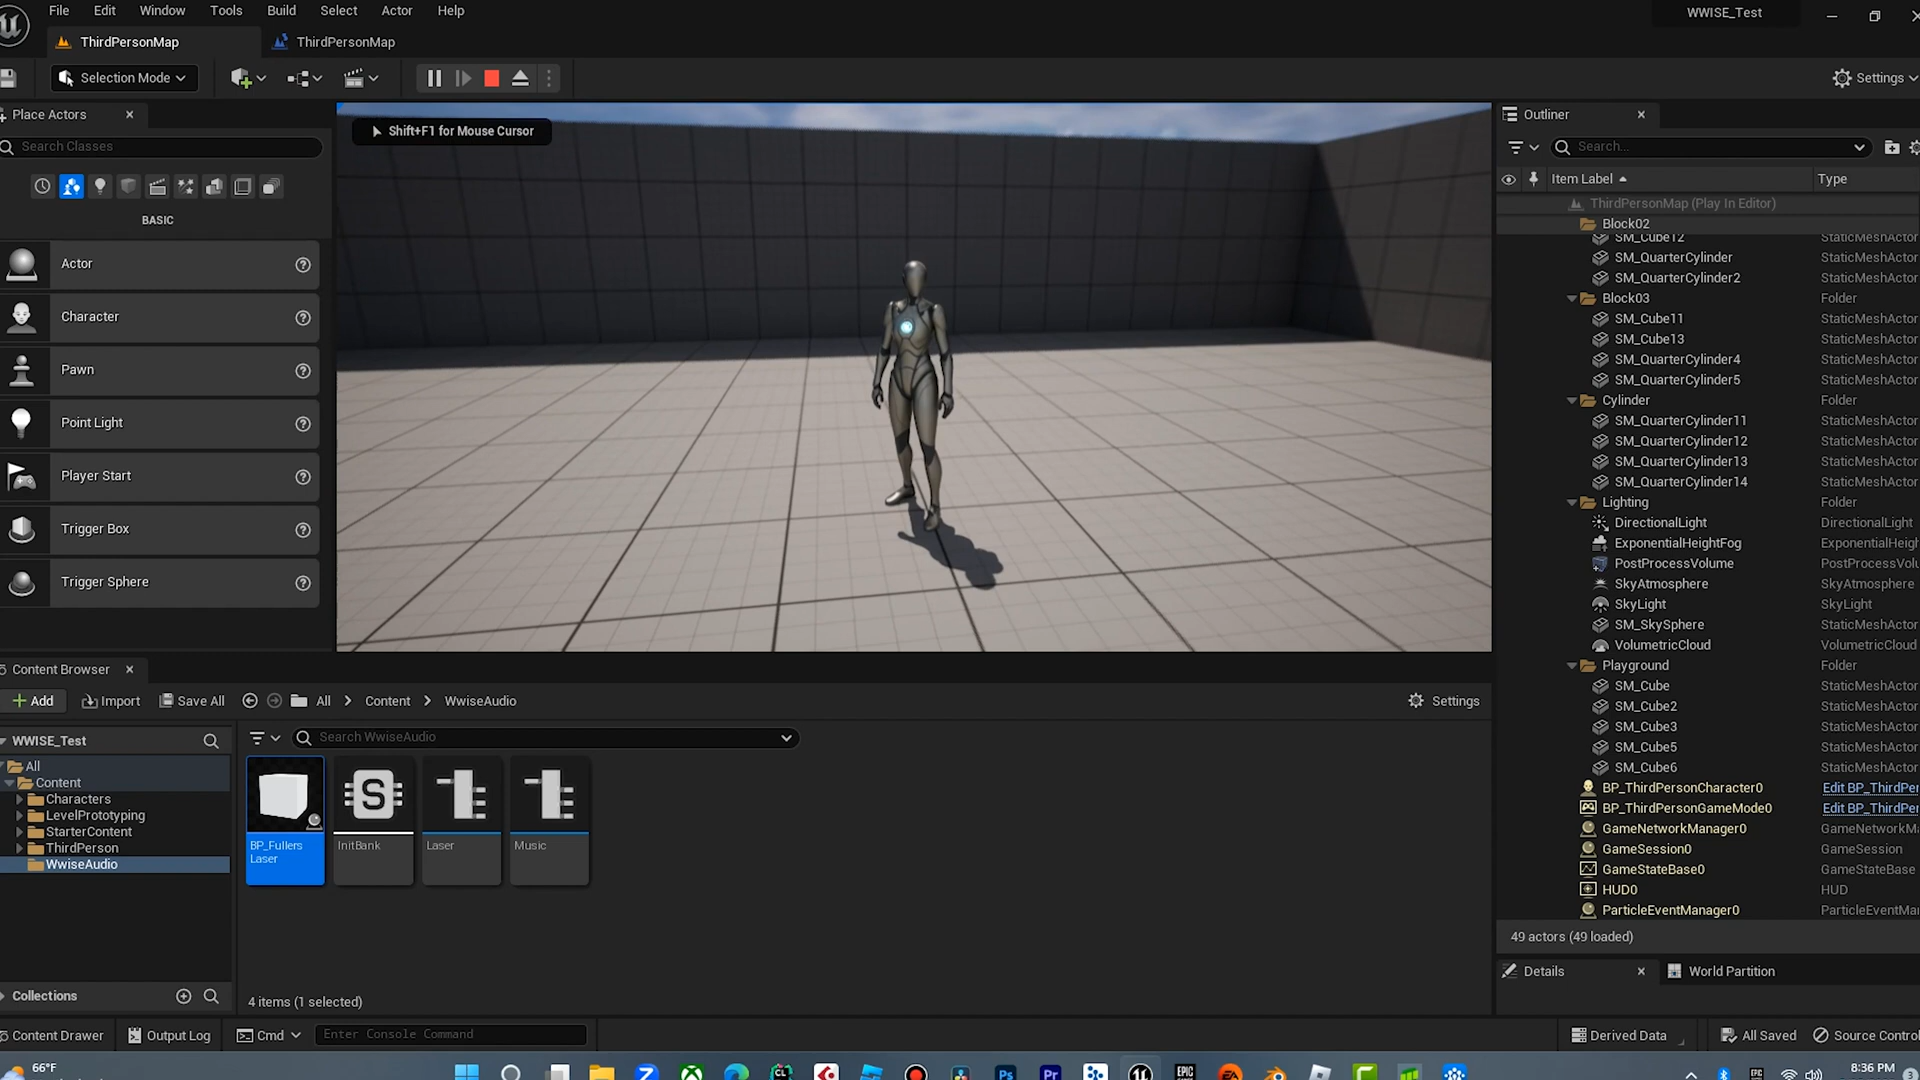 File Edit Window Tools Build Select Actor Help
WWISE_Test
ThirdPersonMap
ThirdPersonMap
Selection Mode
Settings
Place Actors
Shift+F1 for Mouse Cursor
Outliner
Search Classes
Search...
Item Label
Type
BASIC
ThirdPersonMap (Play In Editor)
Block02
SM_Cube12 StaticMeshActor
SM_QuarterCylinder StaticMeshActor
SM_QuarterCylinder2 StaticMeshActor
Block03 Folder
SM_Cube11 StaticMeshActor
SM_Cube13 StaticMeshActor
SM_QuarterCylinder4 StaticMeshActor
SM_QuarterCylinder5 StaticMeshActor
Cylinder Folder
SM_QuarterCylinder11 StaticMeshActor
SM_QuarterCylinder12 StaticMeshActor
SM_QuarterCylinder13 StaticMeshActor
SM_QuarterCylinder14 StaticMeshActor
Lighting Folder
DirectionalLight DirectionalLight
ExponentialHeightFog ExponentialHeigh
PostProcessVolume PostProcessVolu
SkyAtmosphere SkyAtmosphere
SkyLight SkyLight
SM_SkySphere StaticMeshActor
VolumetricCloud VolumetricCloud
Playground Folder
SM_Cube StaticMeshActor
SM_Cube2 StaticMeshActor
SM_Cube3 StaticMeshActor
SM_Cube5 StaticMeshActor
SM_Cube6 StaticMeshActor
BP_ThirdPersonCharacter0 Edit BP_ThirdPer
BP_ThirdPersonGameMode0 Edit BP_ThirdPer
GameNetworkManager0 GameNetworkMa
GameSession0 GameSession
GameStateBase0 GameStateBase
HUD0 HUD
ParticleEventManager0 ParticleEventMa
49 actors (49 loaded)
Details
World Partition
Actor
Character
Pawn
Point Light
Player Start
Trigger Box
Trigger Sphere
Content Browser
Add Import Save All All Content WwiseAudio Settings
WWISE_Test
Search WwiseAudio
All
Content
Characters
LevelPrototyping
StarterContent
ThirdPerson
WwiseAudio
BP_Fullers
Laser
InitBank
Laser
Music
Collections
4 items (1 selected)
Content Drawer Output Log Cmd Enter Console Command Derived Data All Saved Source Control
66°F
8:36 PM